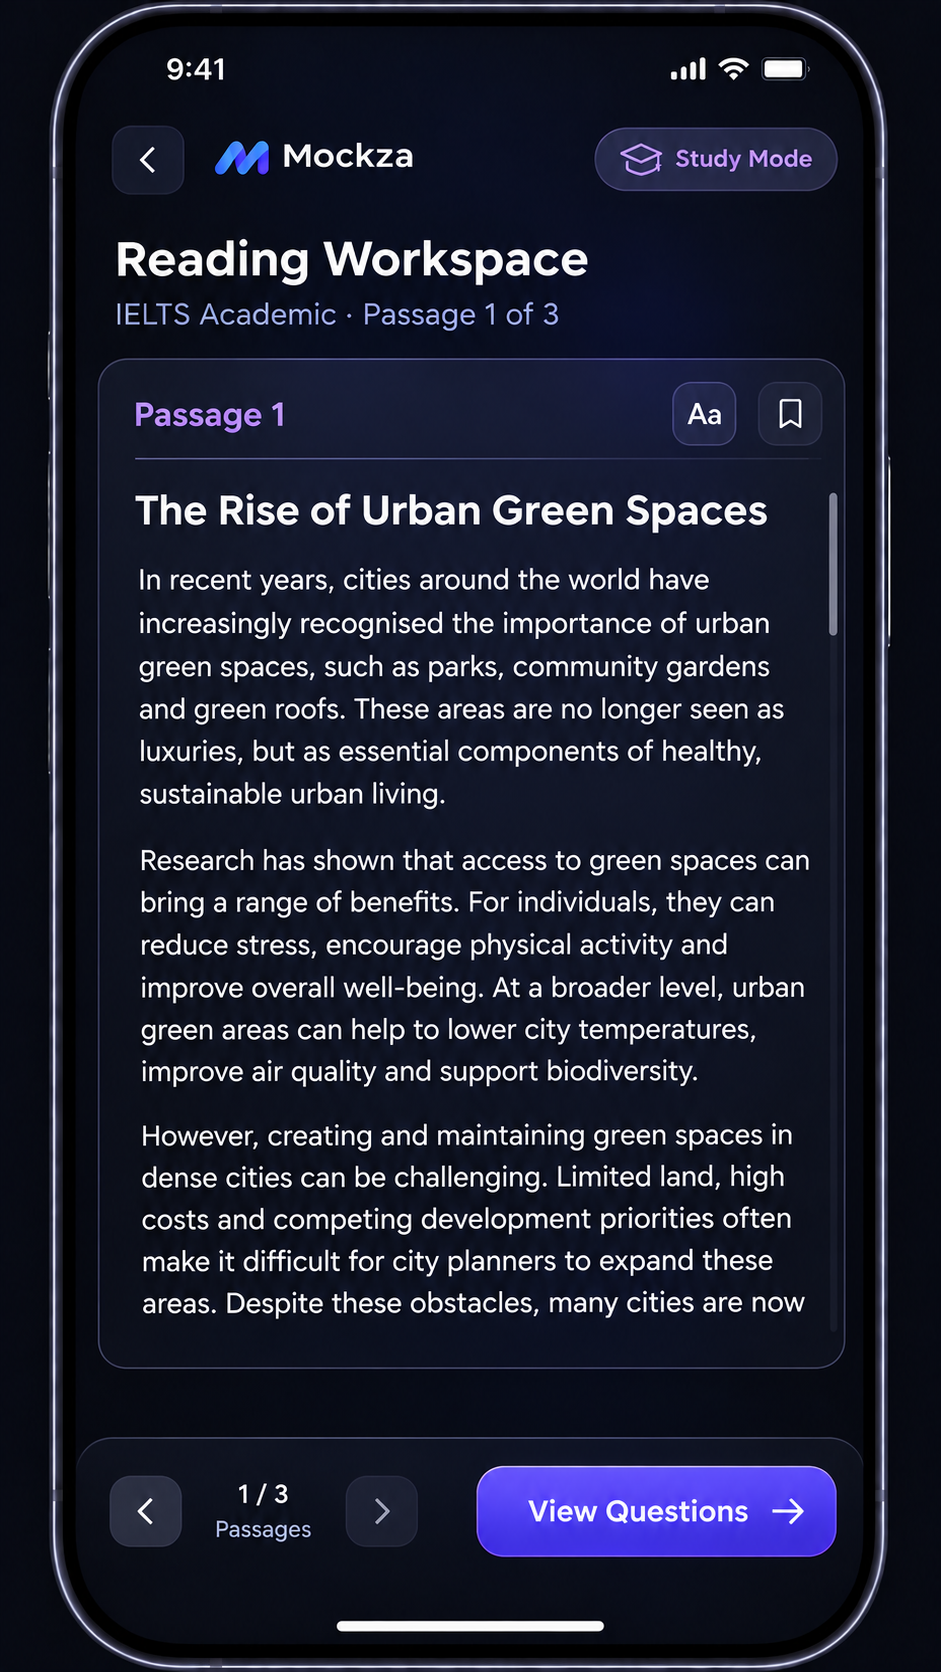 9:41
Mockza
Study Mode
Reading Workspace
IELTS Academic · Passage 1 of 3
Passage 1
Aa
The Rise of Urban Green Spaces
In recent years, cities around the world have
increasingly recognised the importance of urban
green spaces, such as parks, community gardens
and green roofs. These areas are no longer seen as
luxuries, but as essential components of healthy,
sustainable urban living.
Research has shown that access to green spaces can
bring a range of benefits. For individuals, they can
reduce stress, encourage physical activity and
improve overall well-being. At a broader level, urban
green areas can help to lower city temperatures,
improve air quality and support biodiversity.
However, creating and maintaining green spaces in
dense cities can be challenging. Limited land, high
costs and competing development priorities often
make it difficult for city planners to expand these
areas. Despite these obstacles, many cities are now
1 / 3
Passages
View Questions